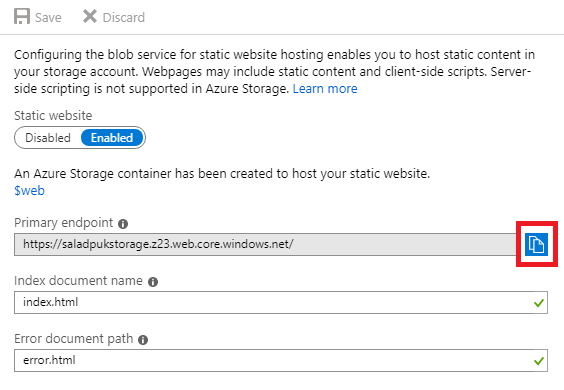 Save Discard
Configuring the blob service for static website hosting enables you to host static content in
your storage account. Webpages may include static content and client-side scripts. Server-
side scripting is not supported in Azure Storage. Learn more
Static website
Disabled Enabled
An Azure Storage container has been created to host your static website.
$web
Primary endpoint
https://saladpukstorage.z23.web.core.windows.net/
Index document name
index.html
Error document path
error.html